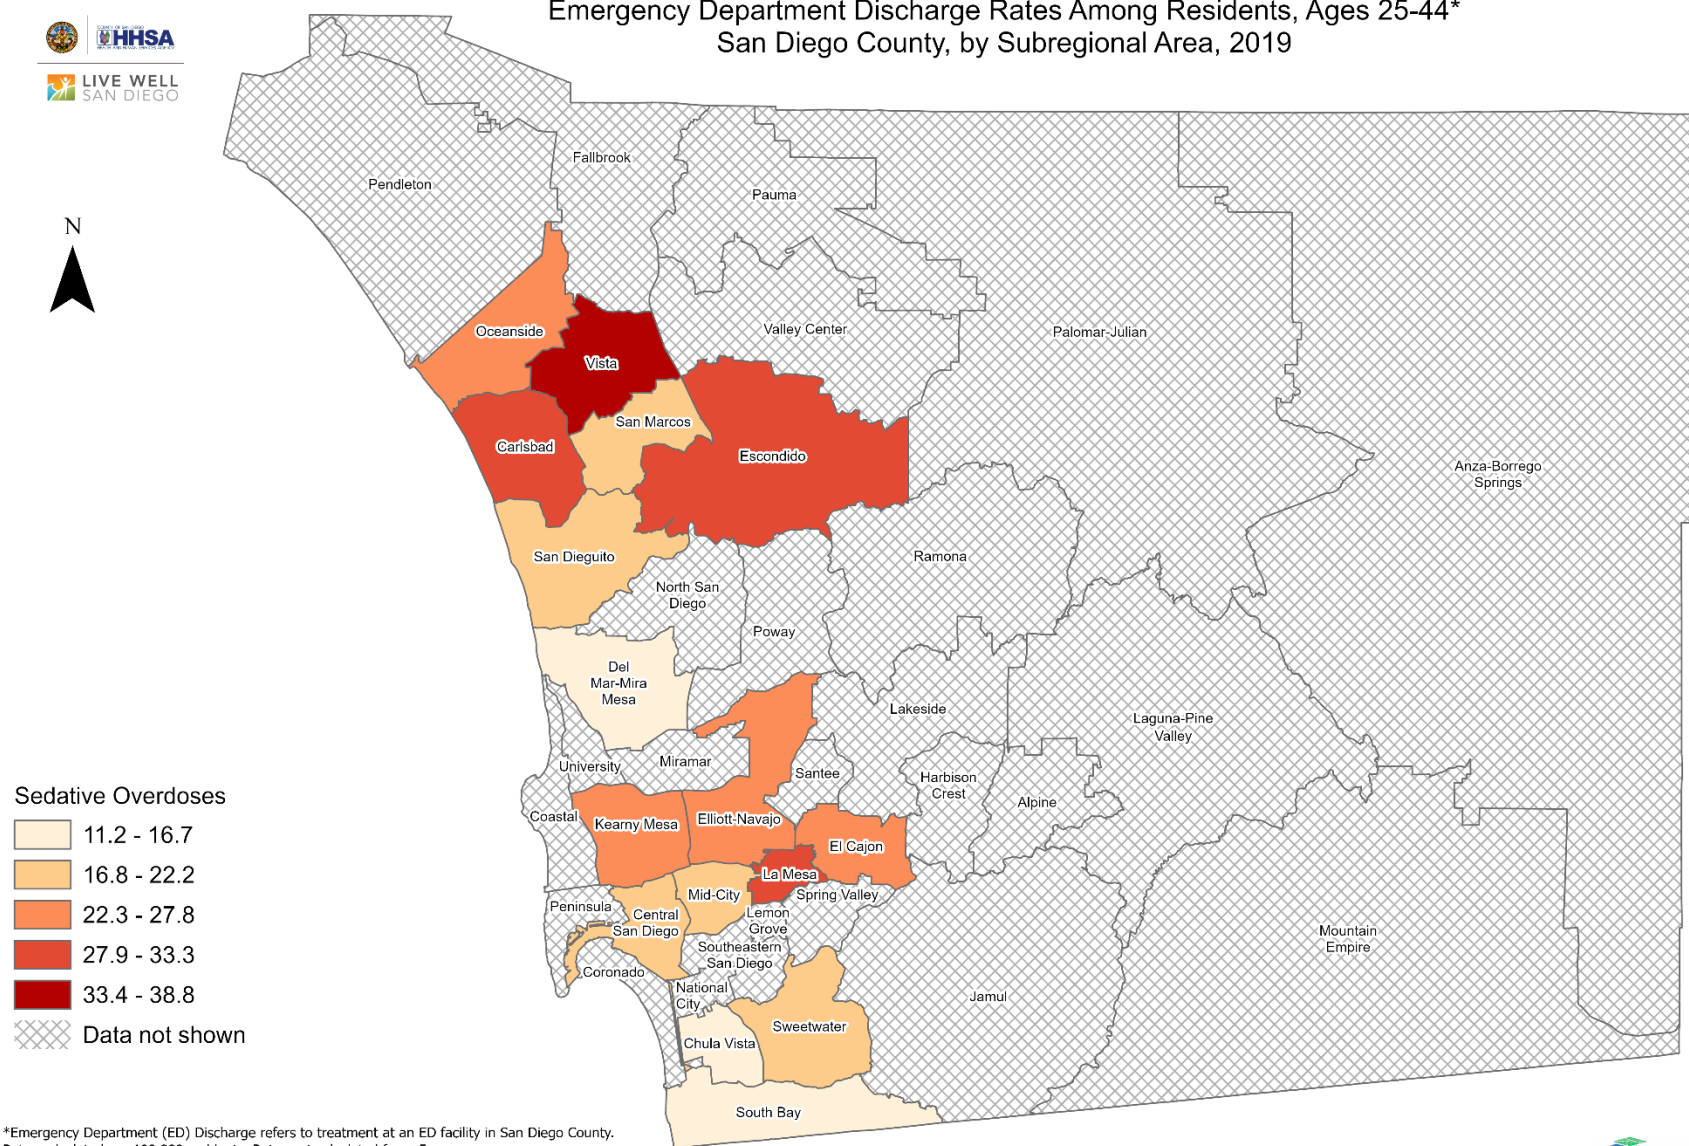 Emergency Department Discharge Rates Among Residents, Ages 25-44*
San Diego County, by Subregional Area, 2019
HHSA
LIVE WELL
SAN DIEGO
N
Fallbrook
Pendleton
Pauma
Oceanside
Valley Center
Palomar-Julian
Vista
San Marcos
Carlsbad
Escondido
Anza-Borrego
Springs
San Dieguito
Ramona
North San
Diego
Poway
Del
Mar-Mira
Mesa
Lakeside
Laguna-Pine
Valley
University
Miramar
Santee
Harbison
Crest
Alpine
Coastal
Kearny Mesa
Elliott-Navajo
El Cajon
La Mesa
Mid-City
Spring Valley
Peninsula
Central
San Diego
Lemon
Grove
Southeastern
San Diego
Mountain
Empire
Coronado
National
City
Jamul
Sweetwater
Chula Vista
South Bay
Sedative Overdoses
11.2 - 16.7
16.8 - 22.2
22.3 - 27.8
27.9 - 33.3
33.4 - 38.8
Data not shown
*Emergency Department (ED) Discharge refers to treatment at an ED facility in San Diego County.